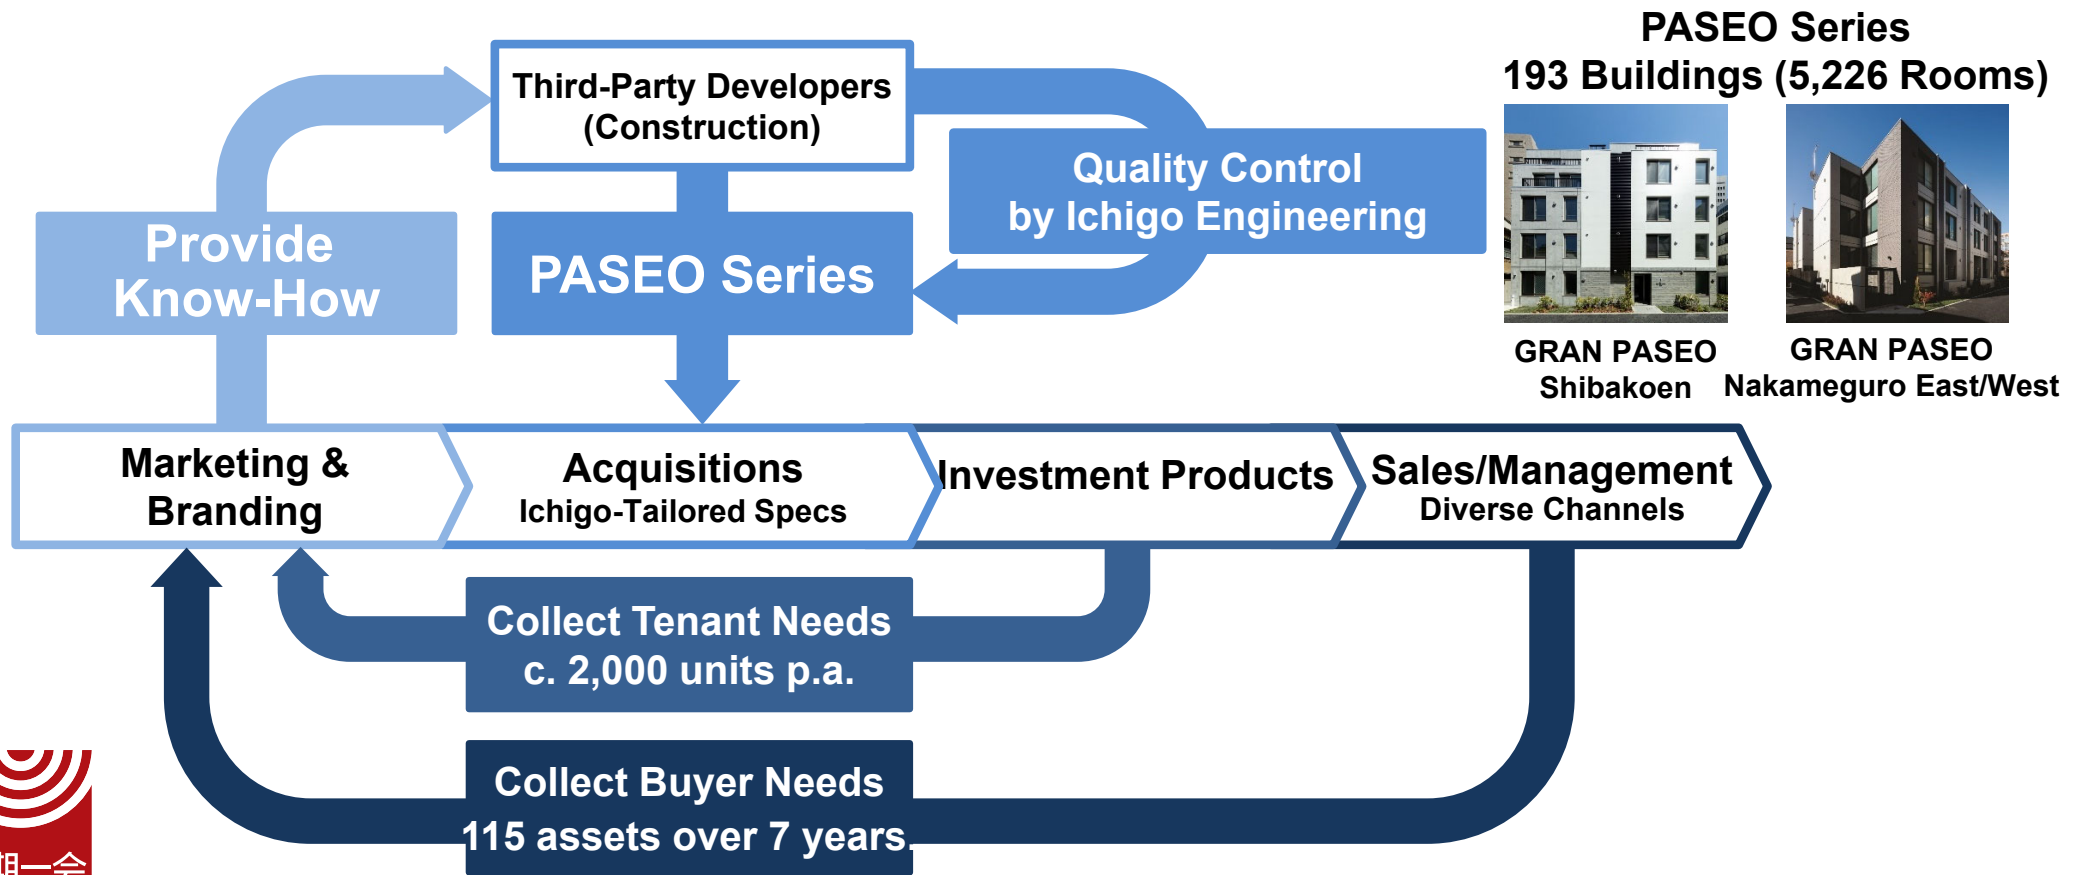 PASEO Series
193 Buildings (5,226 Rooms)
Third-Party Developers
(Construction)
Quality Control
by Ichigo Engineering
Provide
Know-How
PASEO Series
GRAN PASEO
Shibakoen
GRAN PASEO
Nakameguro East/West
Marketing &
Branding
Acquisitions
Ichigo-Tailored Specs
Investment Products
Sales/Management
Diverse Channels
Collect Tenant Needs
c. 2,000 units p.a.
Collect Buyer Needs
115 assets over 7 years.